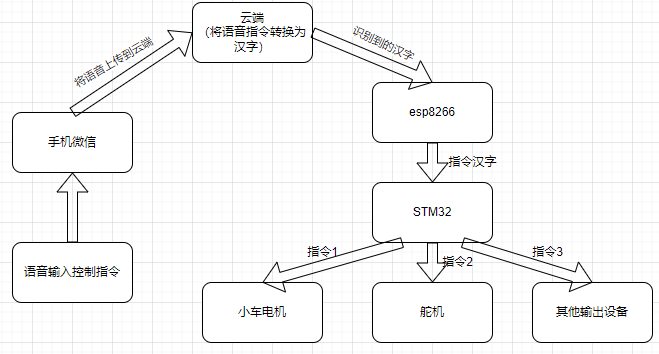 云端
（将语音指令转换为
汉字）
将语音上传到云端
识别到的汉字
esp8266
手机微信
指令汉字
STM32
语音输入控制指令
指令1
指令2
指令3
小车电机
舵机
其他输出设备